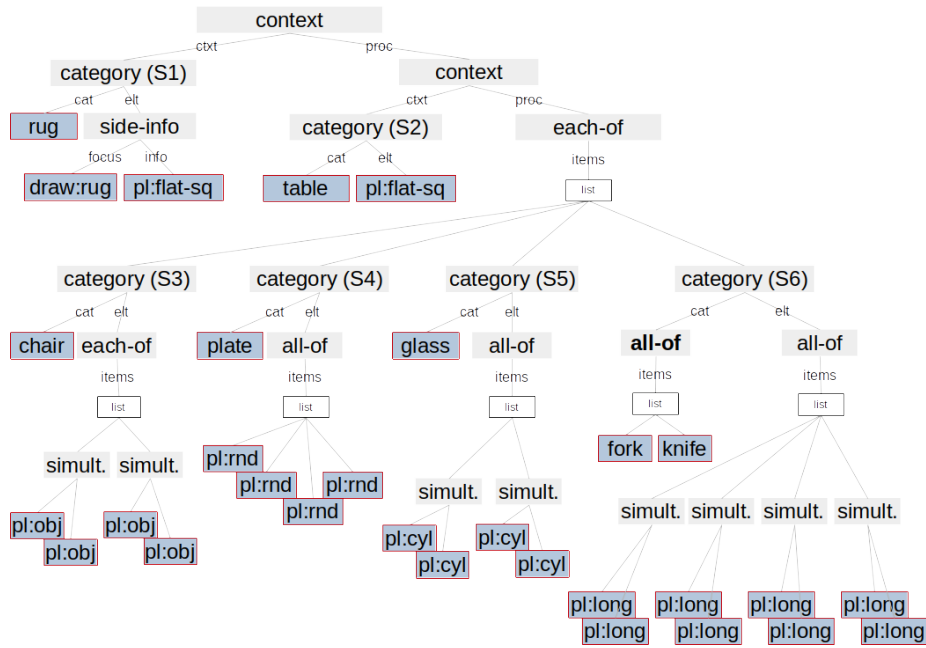 context
ctxt proc
category (S1) context
cat elt ctxt proc
rug side-info category (S2) each-of
focus info cat elt items
draw:rug pl:flat-sq table pl:flat-sq list
category (S3) category (S4) category (S5) category (S6)
cat elt cat elt cat elt cat elt
chair each-of plate all-of glass all-of all-of all-of
items items items items items
list list list list list
fork knife
pl:rnd
simult. simult. pl:rnd pl:rnd simult. simult. simult. simult. simult. simult.
pl:rnd
pl:obj pl:obj pl:cyl pl:cyl
pl:obj pl:obj pl:cyl pl:cyl
pl:long pl:long pl:long pl:long
pl:long pl:long pl:long pl:long